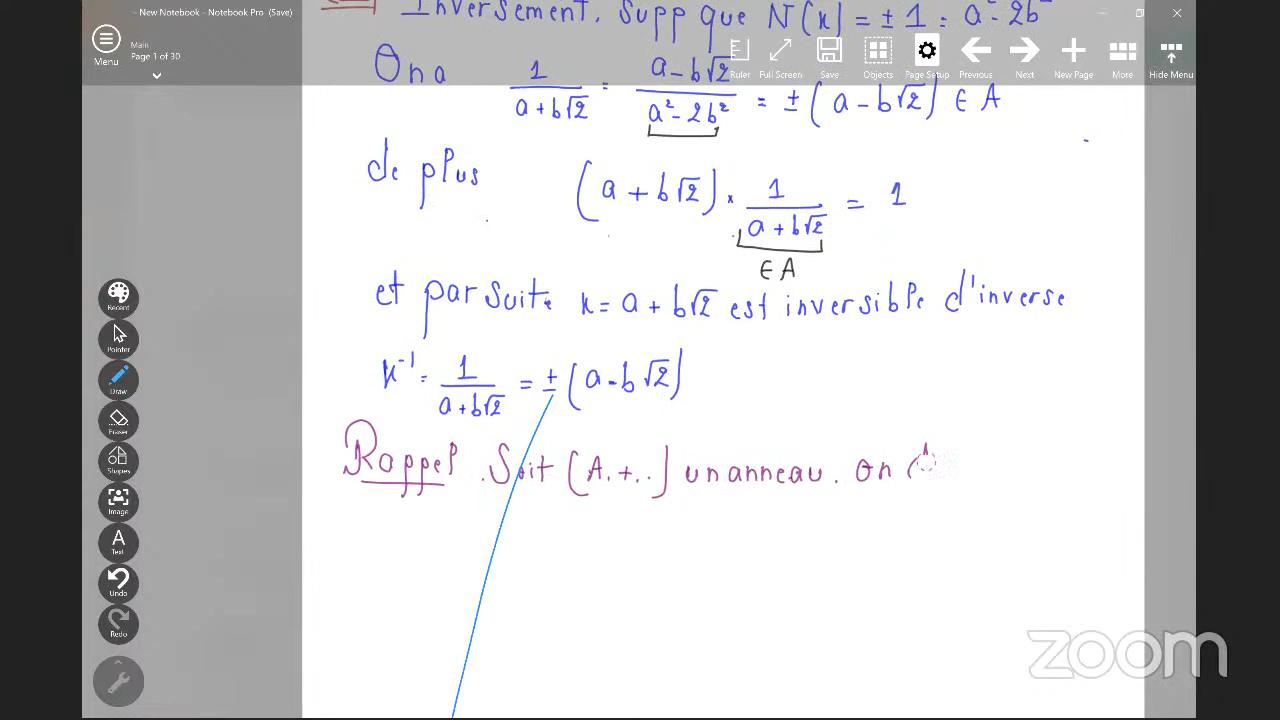 - New Notebook - Notebook Pro (Save)
Menu
Main
Page 1 of 30
Ruler Full Screen Save Objects Page Setup Previous Next New Page More Hide Menu
Inversement. Supp que N(x) = ± 1 = a² - 2b²
On a 1/(a + b√2) = (a - b√2)/(a² - 2b²) = ± (a - b√2) ∈ A
de plus (a + b√2) × 1/(a + b√2) = 1
∈ A
et par suite x = a + b√2 est inversible d'inverse
x⁻¹ = 1/(a + b√2) = ± (a - b√2)
Rappel. Soit (A, +, .) un anneau. on
Recent
Pointer
Draw
Eraser
Shapes
Image
Text
Undo
Redo
zoom